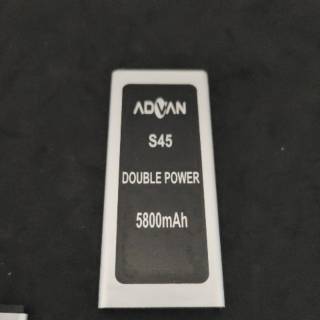 ADVAN
S45
DOUBLE POWER
5800mAh